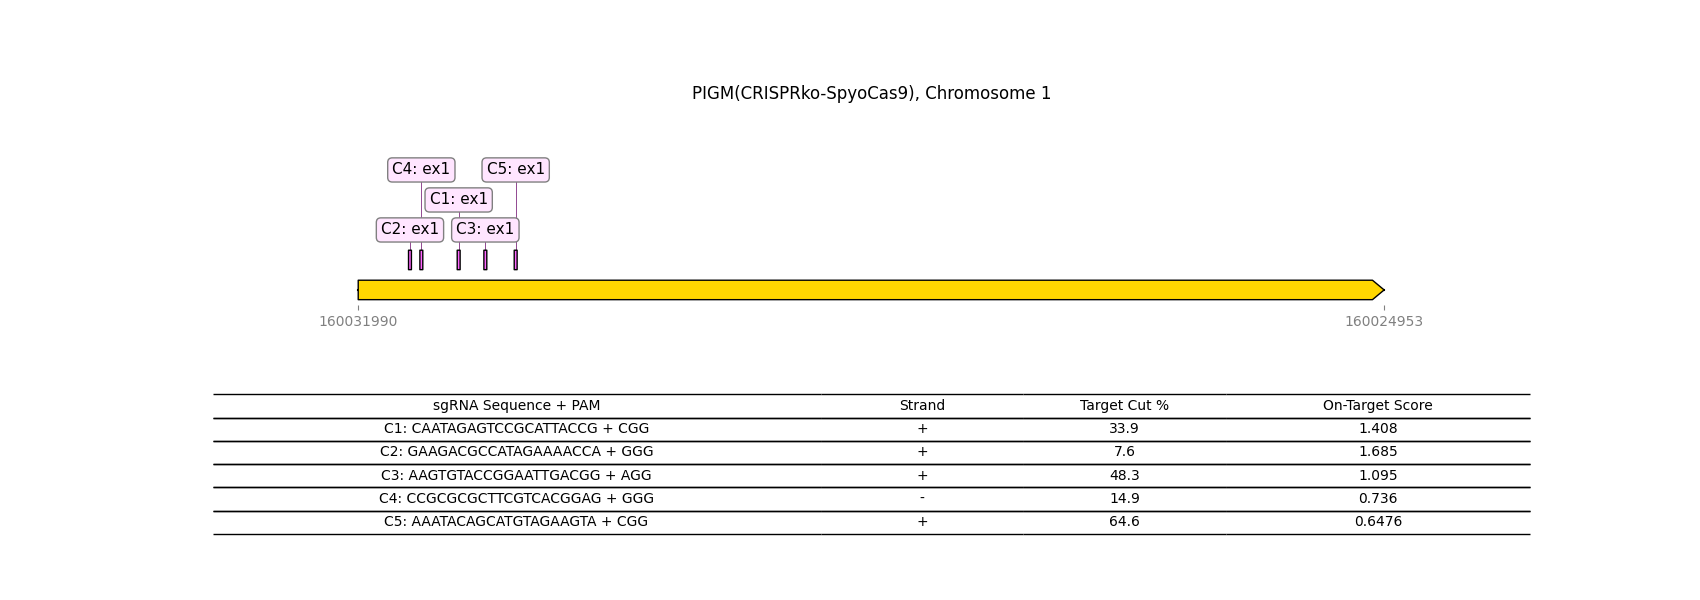 PIGM(CRISPRko-SpyoCas9), Chromosome 1
C4: ex1 C5: ex1
C1: ex1
C2: ex1 C3: ex1
160031990 160024953
sgRNA Sequence + PAM Strand Target Cut % On-Target Score
C1: CAATAGAGTCCGCATTACCG + CGG + 33.9 1.408
C2: GAAGACGCCATAGAAAACCA + GGG + 7.6 1.685
C3: AAGTGTACCGGAATTGACGG + AGG + 48.3 1.095
C4: CCGCGCGCTTCGTCACGGAG + GGG - 14.9 0.736
C5: AAATACAGCATGTAGAAGTA + CGG + 64.6 0.6476